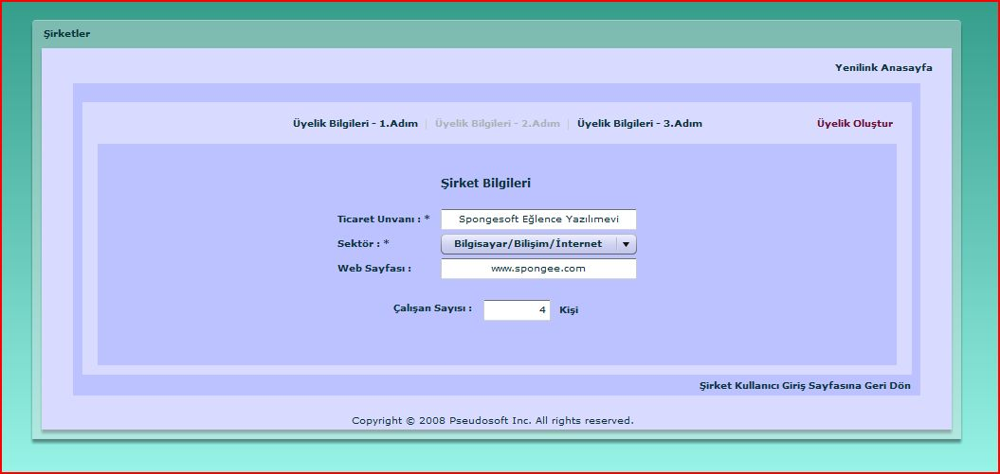 Şirketler
Yenilink Anasayfa
Üyelik Bilgileri - 1.Adım | Üyelik Bilgileri - 2.Adım | Üyelik Bilgileri - 3.Adım Üyelik Oluştur
Şirket Bilgileri
Ticaret Unvanı : * Spongesoft Eğlence Yazılımevi
Sektör : * Bilgisayar/Bilişim/İnternet
Web Sayfası : www.spongee.com
Çalışan Sayısı : 4 Kişi
Şirket Kullanıcı Giriş Sayfasına Geri Dön
Copyright © 2008 Pseudosoft Inc. All rights reserved.